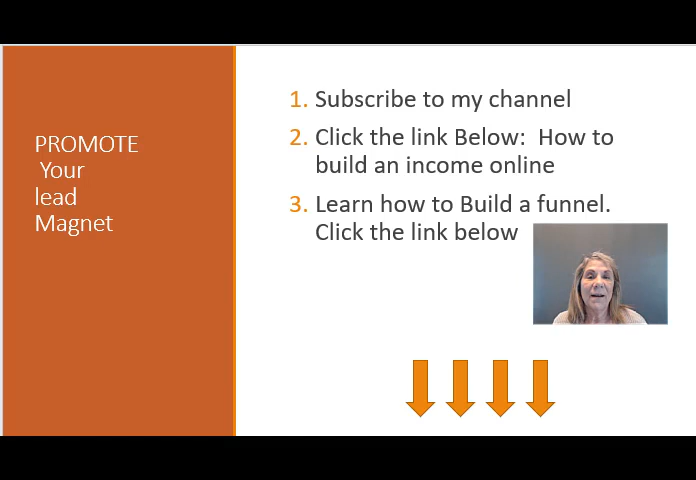 PROMOTE
Your
lead
Magnet
1. Subscribe to my channel
2. Click the link Below: How to
build an income online
3. Learn how to Build a funnel.
Click the link below